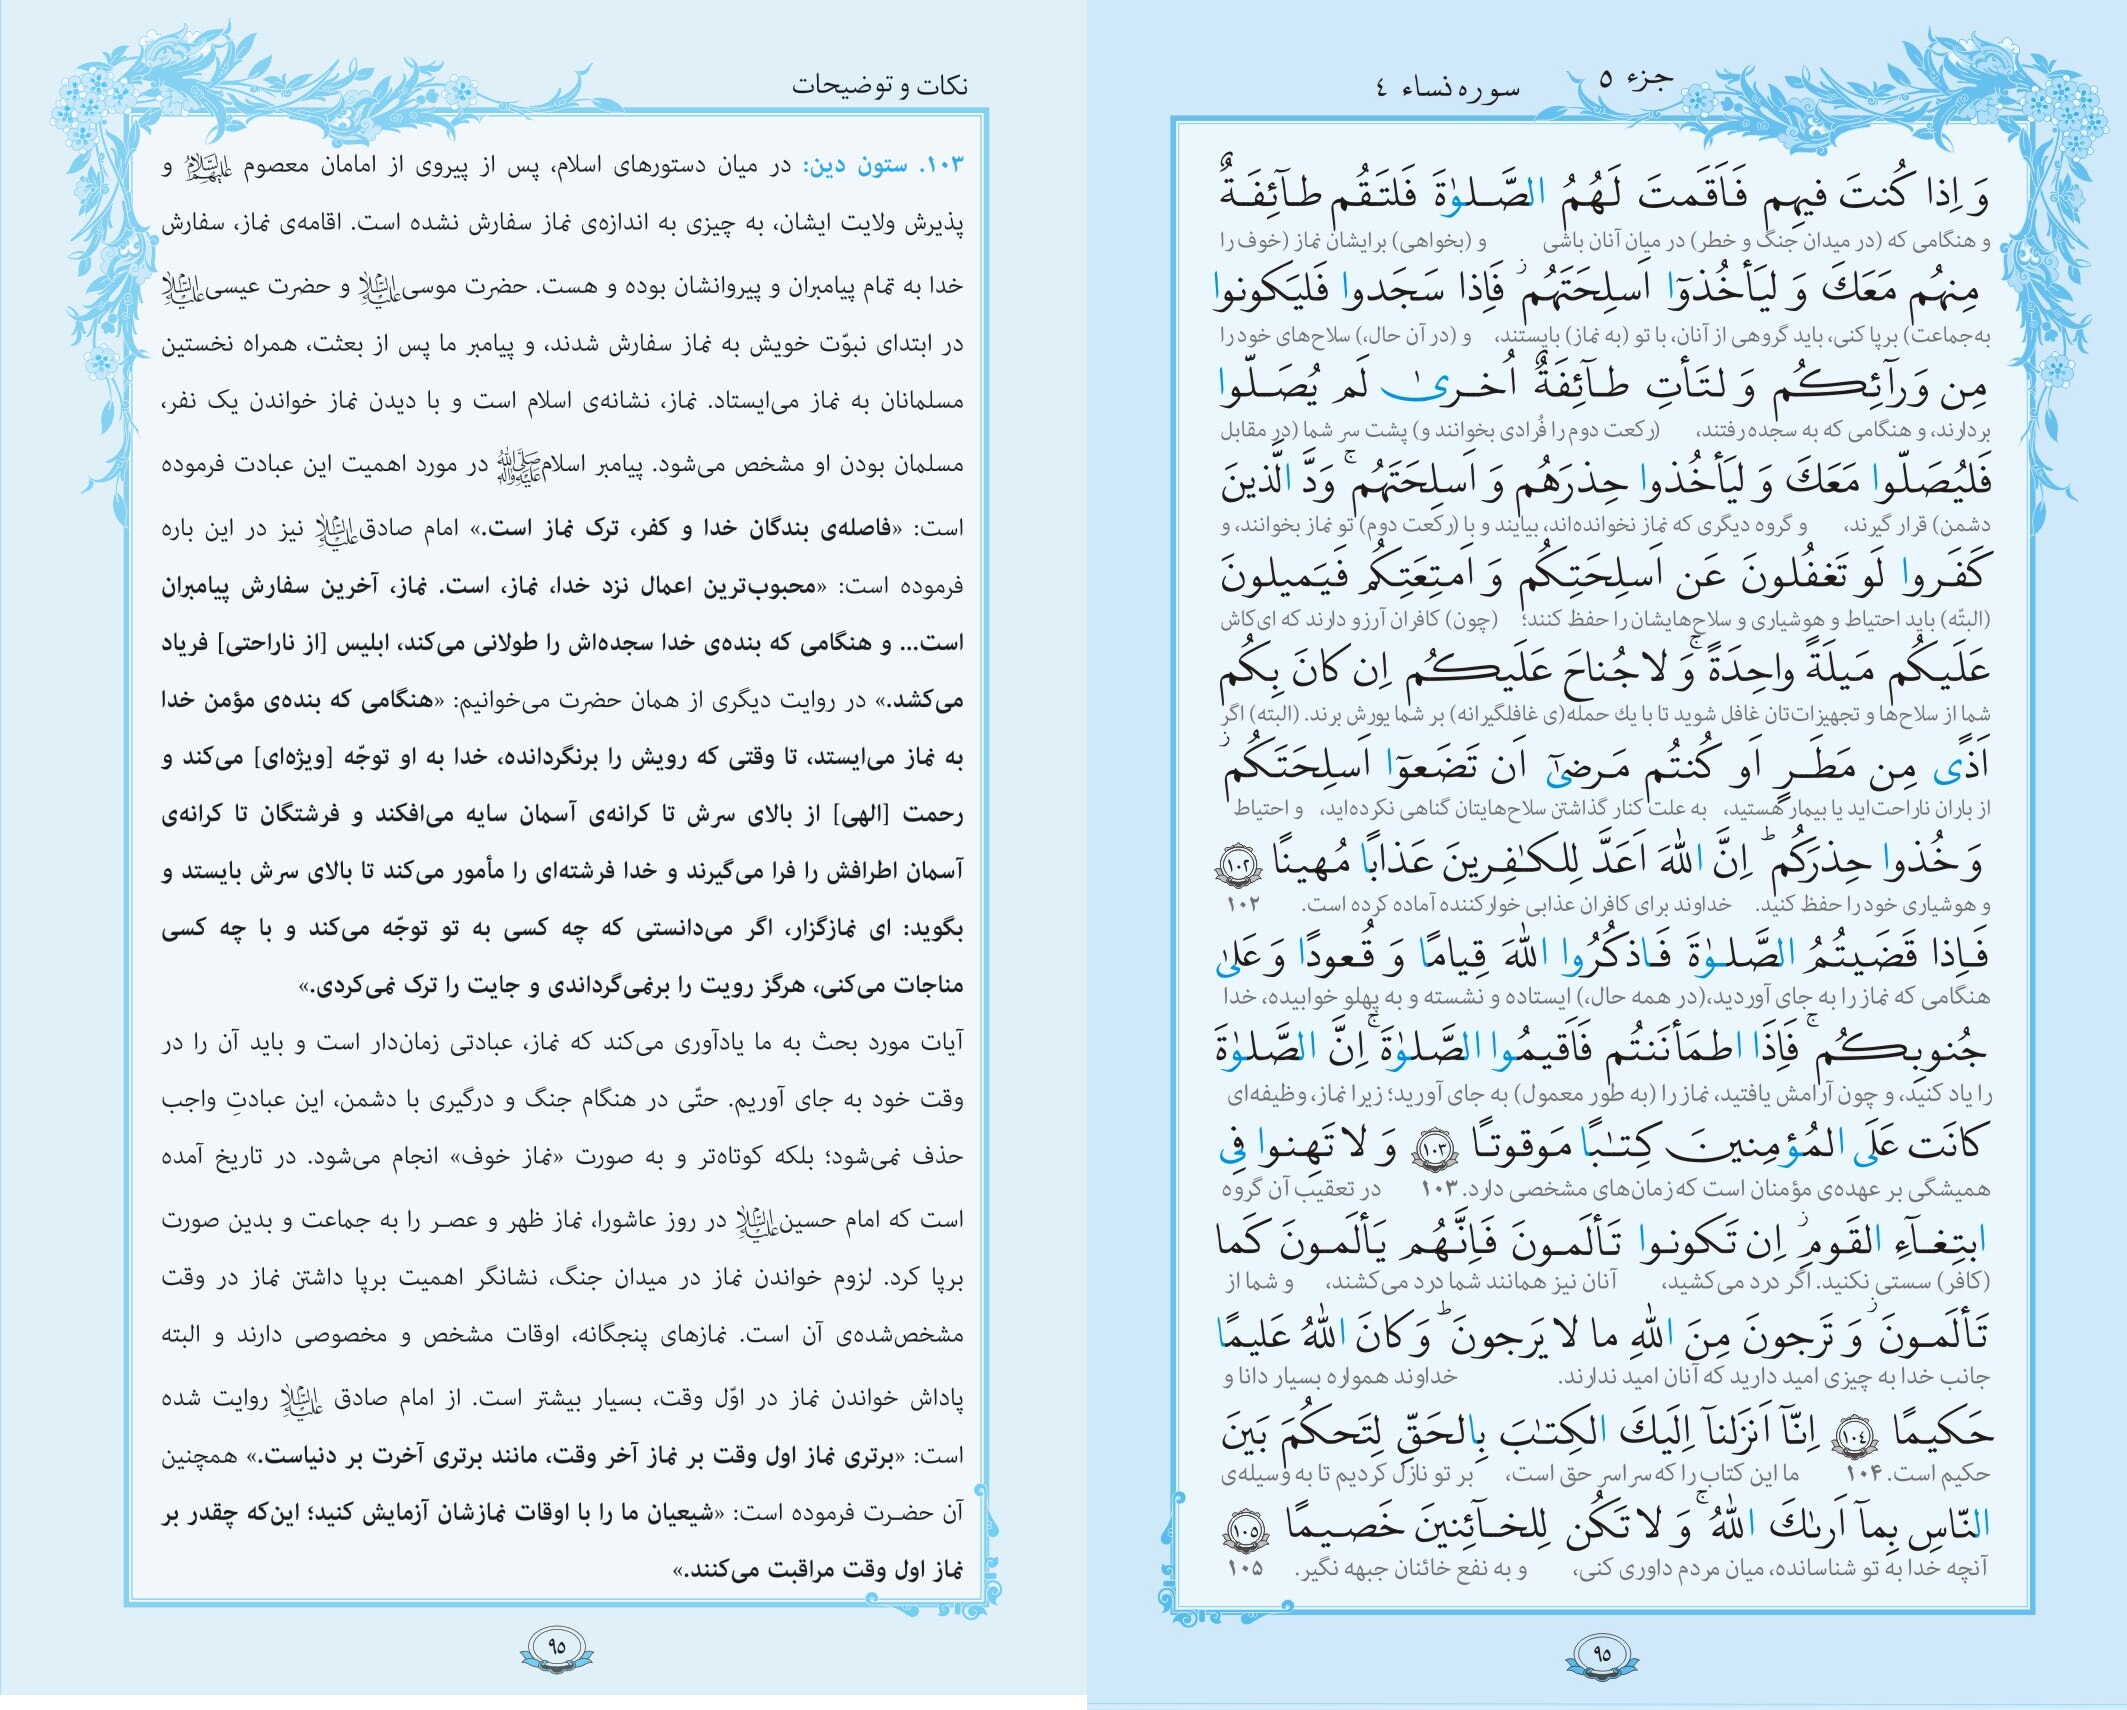 جزء ٥
سوره نساء ٤
وَ اِذا كُنتَ فيهِم فَاَقَمتَ لَهُمُ الصَّلوٰةَ فَلتَقُم طآئِفَةٌ
و هنگامی که (در میدان جنگ و خطر) در میان آنان باشی و (بخواهی) برایشان نماز (خوف را
مِنهُم مَعَكَ وَ ليَأخُذوٓا اَسلِحَتَهُمۖ فَاِذا سَجَدوا فَليَكونوا
به‌جماعت) برپا کنی، باید گروهی از آنان، با تو (به نماز) بایستند، و (در آن حال،) سلاح‌های خود را
مِن وَرآئِكُم وَ لتَأتِ طآئِفَةٌ اُخرىٰ لَم يُصَلّوا
بردارند، و هنگامی که به سجده رفتند، (رکعت دوم را فُرادی بخوانند و) پشت سر شما (در مقابل
فَليُصَلّوا مَعَكَ وَ ليَأخُذوا حِذرَهُم وَ اَسلِحَتَهُمۚ وَدَّ الَّذينَ
دشمن) قرار گیرند، و گروه دیگری که نماز نخوانده‌اند، بیایند و با (رکعت دوم) تو نماز بخوانند، و
كَفَروا لَو تَغفُلونَ عَن اَسلِحَتِكُم وَ اَمتِعَتِكُم فَيَميلونَ
(البتّه) باید احتیاط و هوشیاری و سلاح‌هایشان را حفظ کنند؛ (چون) کافران آرزو دارند که ای‌کاش
عَلَيكُم مَيلَةً واحِدَةًۚ وَ لا جُناحَ عَلَيكُم اِن كانَ بِكُم
شما از سلاح‌ها و تجهیزات‌تان غافل شوید تا با یك حمله(ی غافلگیرانه) بر شما یورش برند. (البته) اگر
اَذًى مِن مَطَرٍ اَو كُنتُم مَرضىٰٓ اَن تَضَعوٓا اَسلِحَتَكُمۖ
از باران ناراحت‌اید یا بیمار هستید، به علت کنار گذاشتن سلاح‌هایتان گناهی نکرده‌اید، و احتیاط
وَ خُذوا حِذرَكُمۗ اِنَّ اللّٰهَ اَعَدَّ لِلكٰفِرينَ عَذابًا مُهينًا ١٠٢
و هوشیاری خود را حفظ کنید. خداوند برای کافران عذابی خوارکننده آماده کرده است. ۱۰۲
فَاِذا قَضَيتُمُ الصَّلوٰةَ فَاذكُرُوا اللّٰهَ قِيامًا وَ قُعودًا وَ عَلىٰ
هنگامی که نماز را به جای آوردید،(در همه حال،) ایستاده و نشسته و به پهلو خوابیده، خدا
جُنوبِكُمۚ فَاِذَا اطمَأنَنتُم فَاَقيمُوا الصَّلوٰةَۚ اِنَّ الصَّلوٰةَ
را یاد کنید، و چون آرامش یافتید، نماز را (به طور معمول) به جای آورید؛ زیرا نماز، وظیفه‌ای
كانَت عَلَى المُؤمِنينَ كِتٰبًا مَوقوتًا ١٠٣ وَ لا تَهِنوا فِى
همیشگی بر عهده‌ی مؤمنان است که زمان‌های مشخصی دارد. ۱۰۳ در تعقیب آن گروه
ابتِغآءِ القَومِۖ اِن تَكونوا تَألَمونَ فَاِنَّهُم يَألَمونَ كَما
(کافر) سستی نکنید. اگر درد می‌کشید، آنان نیز همانند شما درد می‌کشند، و شما از
تَألَمونَۖ وَ تَرجونَ مِنَ اللّٰهِ ما لا يَرجونَۗ وَ كانَ اللّٰهُ عَليمًا
جانب خدا به چیزی امید دارید که آنان امید ندارند. خداوند همواره بسیار دانا و
حَكيمًا ١٠٤ اِنّآ اَنزَلنآ اِلَيكَ الكِتٰبَ بِالحَقِّ لِتَحكُمَ بَينَ
حکیم است. ۱۰۴ ما این کتاب را که سراسر حق است، بر تو نازل کردیم تا به وسیله‌ی
النّاسِ بِمآ اَرىٰكَ اللّٰهُۚ وَ لا تَكُن لِلخآئِنينَ خَصيمًا ١٠٥
آنچه خدا به تو شناسانده، میان مردم داوری کنی، و به نفع خائنان جبهه نگیر. ۱۰۵
۹۵
نکات و توضیحات
۱۰۳. ستون دین: در میان دستورهای اسلام، پس از پیروی از امامان معصوم علیهم‌السلام و
پذیرش ولایت ایشان، به چیزی به اندازه‌ی نماز سفارش نشده است. اقامه‌ی نماز، سفارش
خدا به تمام پیامبران و پیروانشان بوده و هست. حضرت موسی علیه‌السلام و حضرت عیسی علیه‌السلام
در ابتدای نبوّت خویش به نماز سفارش شدند، و پیامبر ما پس از بعثت، همراه نخستین
مسلمانان به نماز می‌ایستاد. نماز، نشانه‌ی اسلام است و با دیدن نماز خواندن یک نفر،
مسلمان بودن او مشخص می‌شود. پیامبر اسلام صلی‌الله‌علیه‌وآله در مورد اهمیت این عبادت فرموده
است: «فاصله‌ی بندگان خدا و کفر، ترک نماز است.» امام صادق علیه‌السلام نیز در این باره
فرموده است: «محبوب‌ترین اعمال نزد خدا، نماز، است. نماز، آخرین سفارش پیامبران
است... و هنگامی که بنده‌ی خدا سجده‌اش را طولانی می‌کند، ابلیس [از ناراحتی] فریاد
می‌کشد.» در روایت دیگری از همان حضرت می‌خوانیم: «هنگامی که بنده‌ی مؤمن خدا
به نماز می‌ایستد، تا وقتی که رویش را برنگردانده، خدا به او توجّه [ویژه‌ای] می‌کند و
رحمت [الهی] از بالای سرش تا کرانه‌ی آسمان سایه می‌افکند و فرشتگان تا کرانه‌ی
آسمان اطرافش را فرا می‌گیرند و خدا فرشته‌ای را مأمور می‌کند تا بالای سرش بایستد و
بگوید: ای نمازگزار، اگر می‌دانستی که چه کسی به تو توجّه می‌کند و با چه کسی
مناجات می‌کنی، هرگز رویت را برنمی‌گرداندی و جایت را ترک نمی‌کردی.»
آیات مورد بحث به ما یادآوری می‌کند که نماز، عبادتی زمان‌دار است و باید آن را در
وقت خود به جای آوریم. حتّی در هنگام جنگ و درگیری با دشمن، این عبادتِ واجب
حذف نمی‌شود؛ بلکه کوتاه‌تر و به صورت «نماز خوف» انجام می‌شود. در تاریخ آمده
است که امام حسین علیه‌السلام در روز عاشورا، نماز ظهر و عصر را به جماعت و بدین صورت
برپا کرد. لزوم خواندن نماز در میدان جنگ، نشانگر اهمیت برپا داشتن نماز در وقت
مشخص‌شده‌ی آن است. نمازهای پنجگانه، اوقات مشخص و مخصوصی دارند و البته
پاداش خواندن نماز در اوّل وقت، بسیار بیشتر است. از امام صادق علیه‌السلام روایت شده
است: «برتری نماز اول وقت بر نماز آخر وقت، مانند برتری آخرت بر دنیاست.» همچنین
آن حضرت فرموده است: «شیعیان ما را با اوقات نمازشان آزمایش کنید؛ این‌که چقدر بر
نماز اول وقت مراقبت می‌کنند.»
۹۵